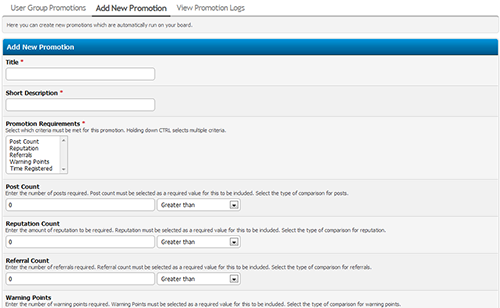 User Group Promotions Add New Promotion View Promotion Logs
Here you can create new promotions which are automatically run on your board.
Add New Promotion
Title *
Short Description *
Promotion Requirements *
Select which criteria must be met for this promotion. Holding down CTRL selects multiple criteria.
Post Count
Reputation
Referrals
Warning Points
Time Registered
Post Count
Enter the number of posts required. Post count must be selected as a required value for this to be included. Select the type of comparison for posts.
0 Greater than
Reputation Count
Enter the amount of reputation to be required. Reputation must be selected as a required value for this to be included. Select the type of comparison for reputation.
0 Greater than
Referral Count
Enter the number of referrals required. Referral count must be selected as a required value for this to be included. Select the type of comparison for referrals.
0 Greater than
Warning Points
Enter the number of warning points required. Warning Points must be selected as a required value for this to be included. Select the type of comparison for warning points.